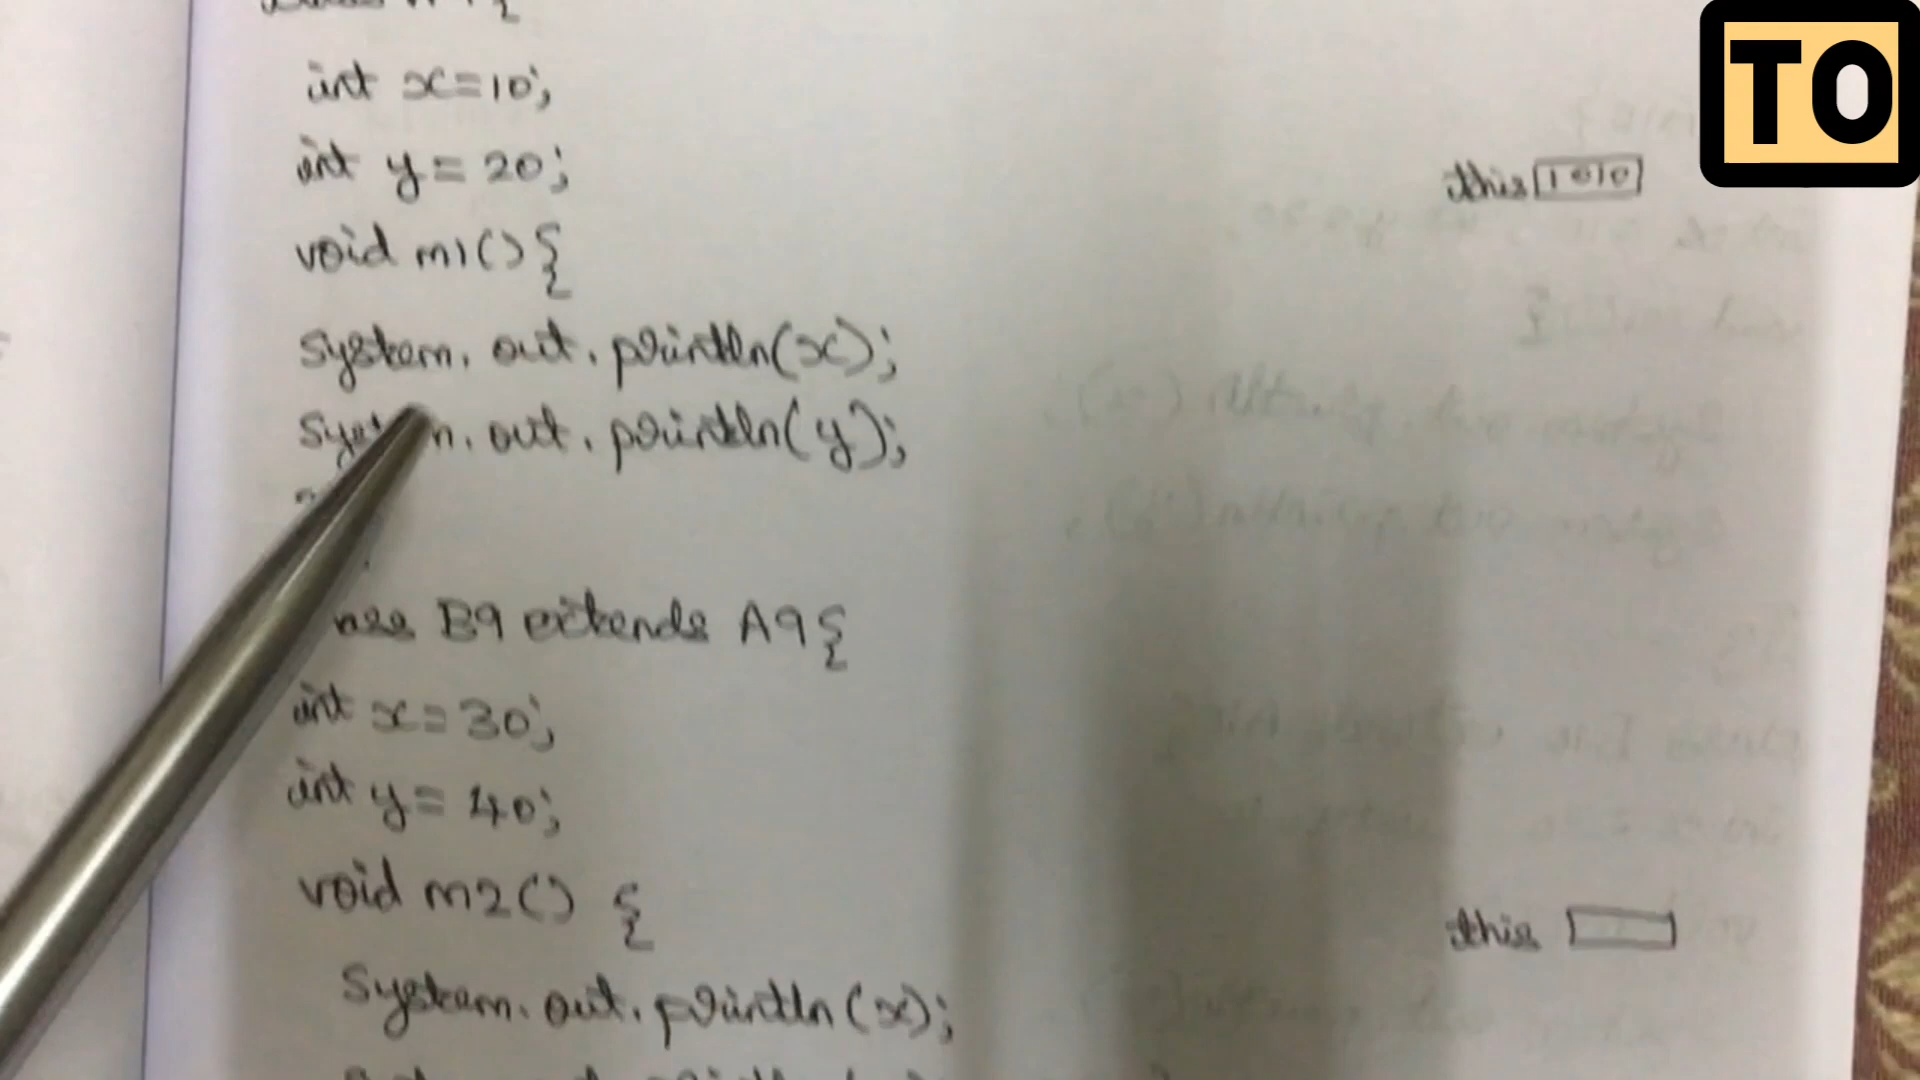 TO
int x=10;
int y = 20;
this 1010
void m1() {
System. out. println(x);
out. println(y);
B9 extends A9 {
int x = 30;
int y = 40;
void m2() {
this
System. out. println (x);